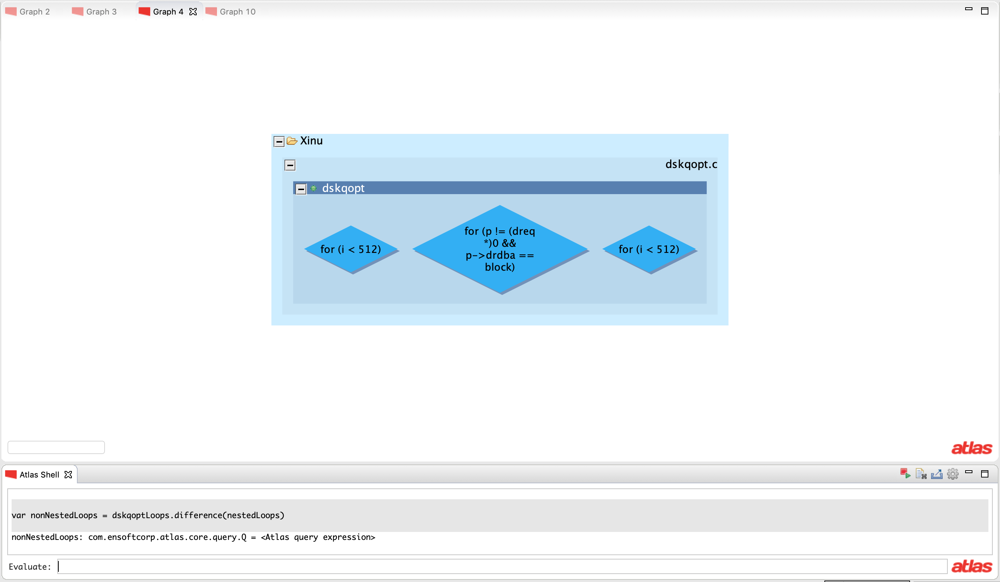 Graph 2
Graph 3
Graph 4
Graph 10
Xinu
dskqopt.c
dskqopt
for (i < 512)
for (p != (dreq
*)0 &&
p->drdba ==
block)
for (i < 512)
atlas
Atlas Shell
var nonNestedLoops = dskqoptLoops.difference(nestedLoops)
nonNestedLoops: com.ensoftcorp.atlas.core.query.Q = <Atlas query expression>
Evaluate:
atlas